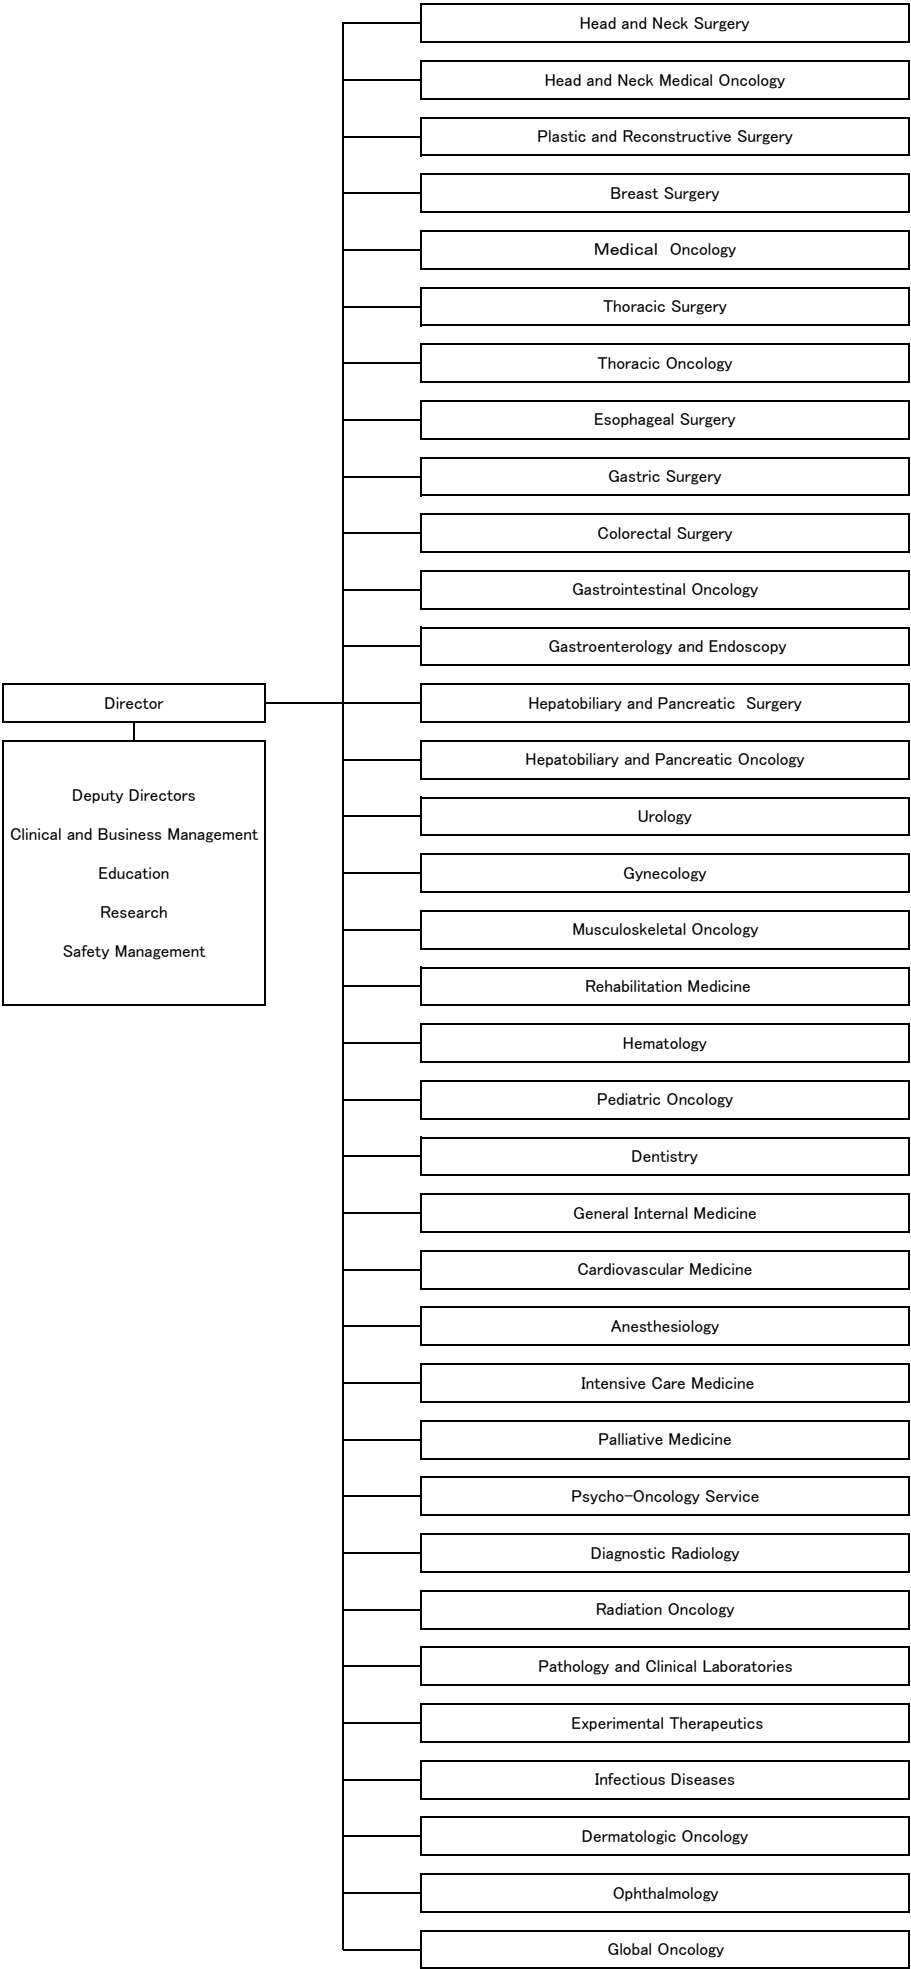 Head and Neck Surgery
Head and Neck Medical Oncology
Plastic and Reconstructive Surgery
Breast Surgery
Medical Oncology
Thoracic Surgery
Thoracic Oncology
Esophageal Surgery
Gastric Surgery
Colorectal Surgery
Gastrointestinal Oncology
Gastroenterology and Endoscopy
Director
Hepatobiliary and Pancreatic Surgery
Hepatobiliary and Pancreatic Oncology
Deputy Directors
Clinical and Business Management
Education
Research
Safety Management
Urology
Gynecology
Musculoskeletal Oncology
Rehabilitation Medicine
Hematology
Pediatric Oncology
Dentistry
General Internal Medicine
Cardiovascular Medicine
Anesthesiology
Intensive Care Medicine
Palliative Medicine
Psycho-Oncology Service
Diagnostic Radiology
Radiation Oncology
Pathology and Clinical Laboratories
Experimental Therapeutics
Infectious Diseases
Dermatologic Oncology
Ophthalmology
Global Oncology